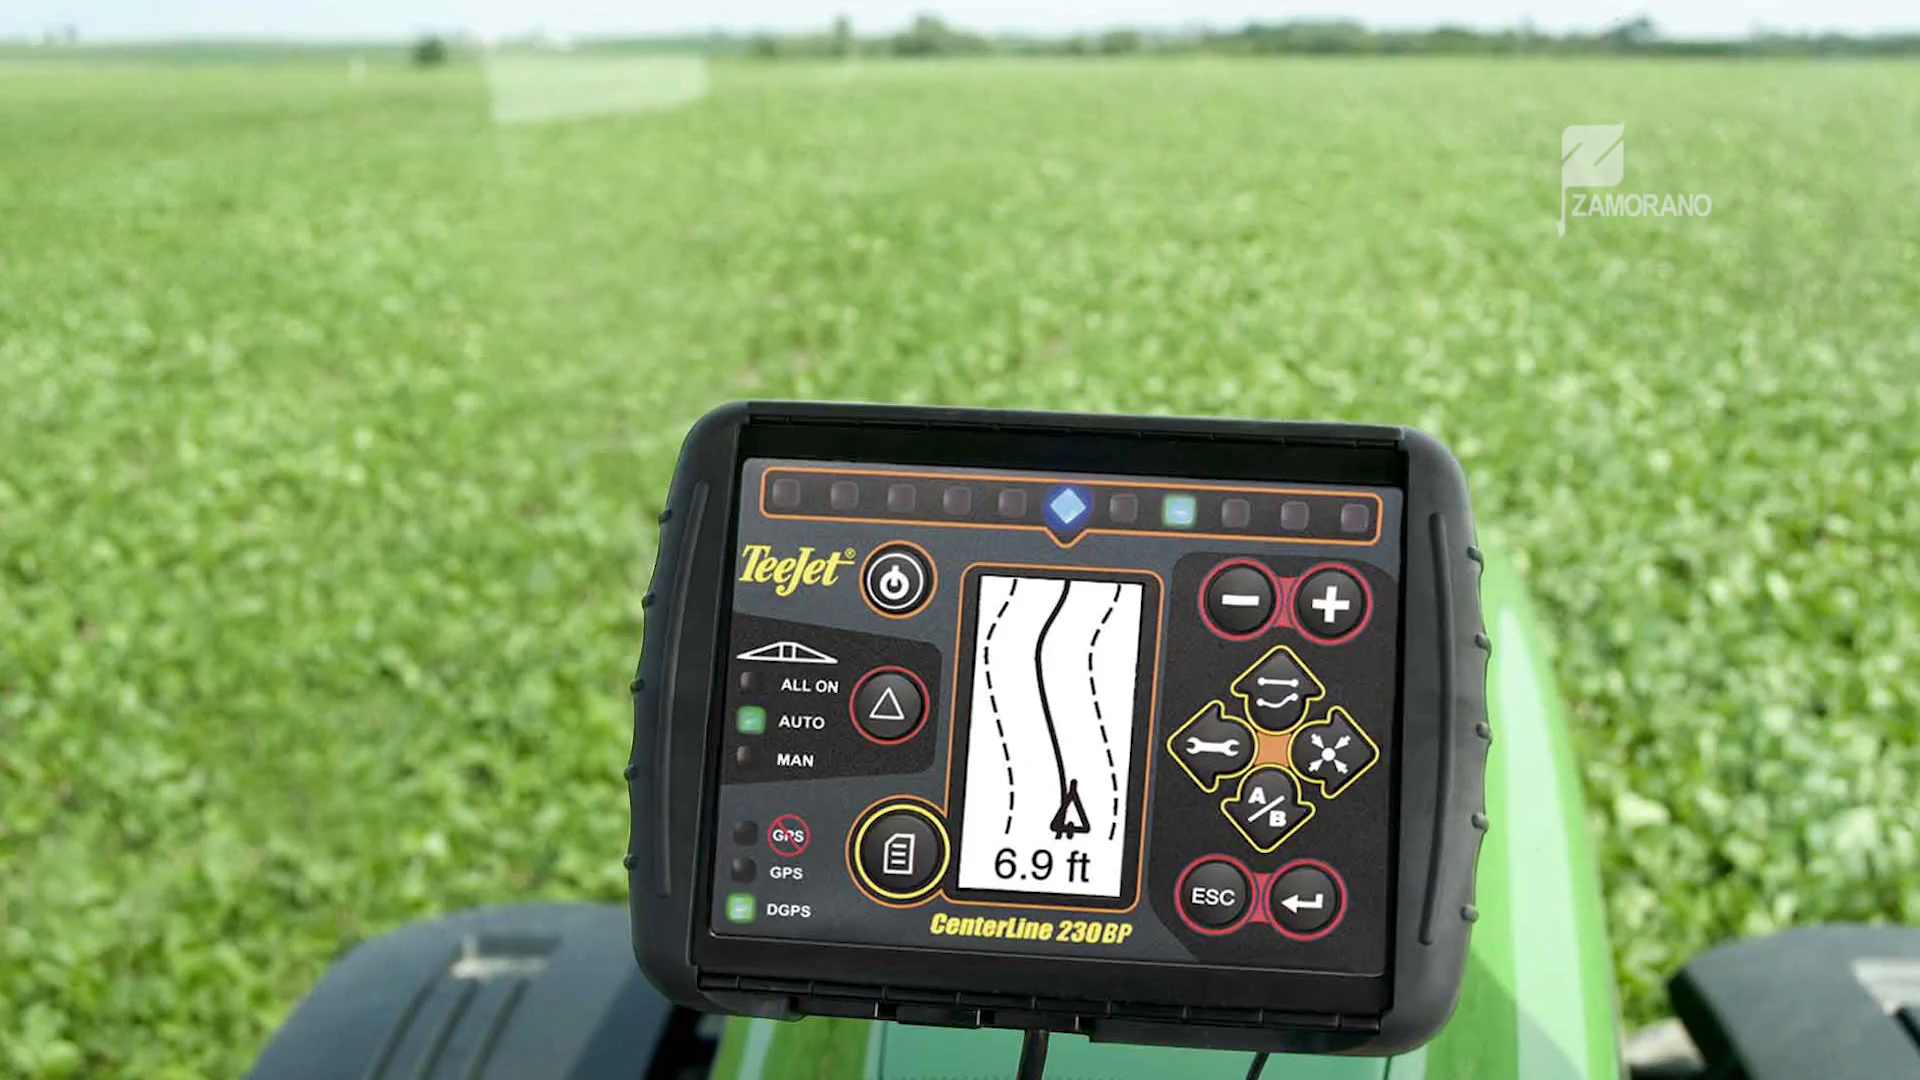 ZAMORANO
TeeJet®
ALL ON
AUTO
MAN
GPS
GPS
DGPS
6.9 ft
A/B
ESC
CenterLine 230BP